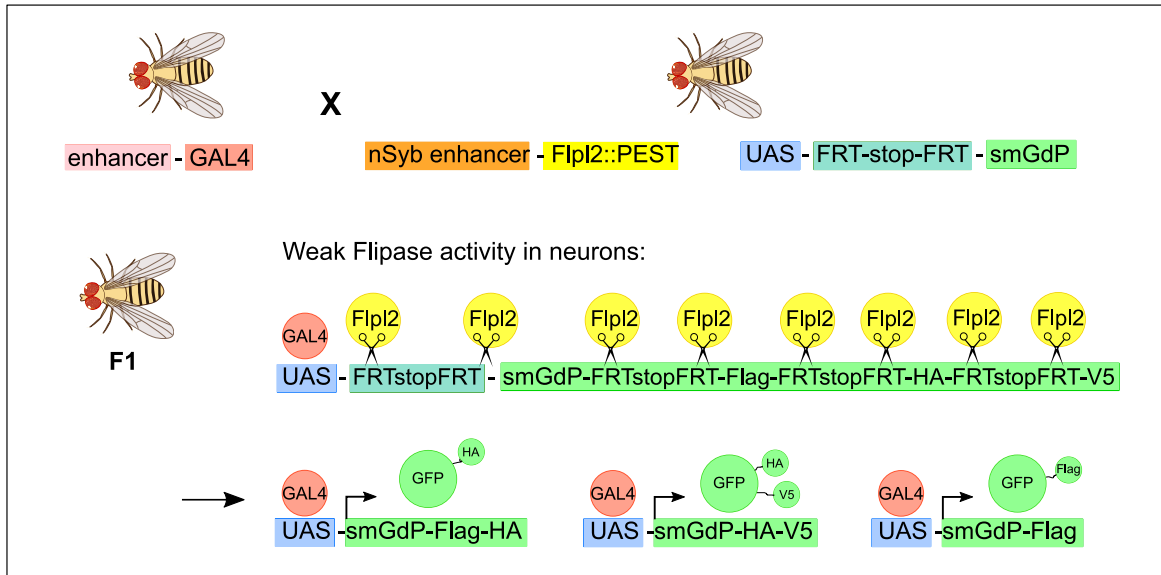 X
enhancer - GAL4
nSyb enhancer - Flpl2::PEST
UAS - FRT-stop-FRT - smGdP
Weak Flipase activity in neurons:
F1
GAL4
Flpl2 Flpl2 Flpl2 Flpl2 Flpl2 Flpl2 Flpl2 Flpl2
UAS - FRTstopFRT - smGdP-FRTstopFRT-Flag-FRTstopFRT-HA-FRTstopFRT-V5
GAL4
GFP
HA
UAS -smGdP-Flag-HA
GAL4
GFP
HA
V5
UAS -smGdP-HA-V5
GAL4
GFP
Flag
UAS -smGdP-Flag